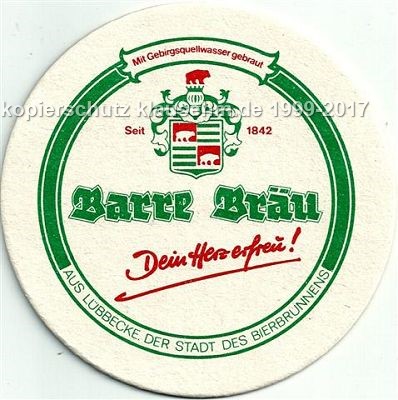 Mit Gebirgsquellwasser gebraut
kopierschutz klausehm.de 1999-2017
Seit 1842
Barre Bräu
Dein Herz erfreu!
AUS LÜBBECKE, DER STADT DES BIERBRUNNENS